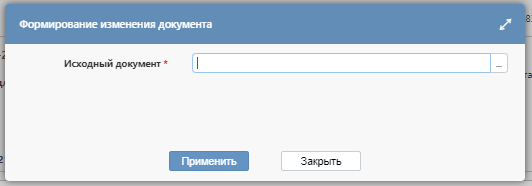 Формирование изменения документа
Исходный документ *
...
Применить
Закрыть